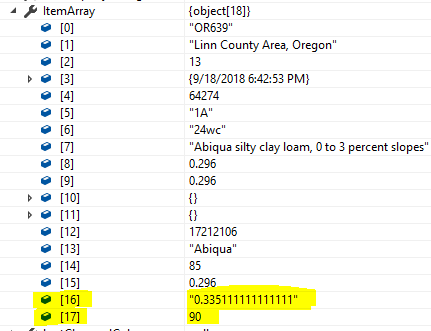 ItemArray {object[18]}
[0] "OR639"
[1] "Linn County Area, Oregon"
[2] 13
[3] {9/18/2018 6:42:53 PM}
[4] 64274
[5] "1A"
[6] "24wc"
[7] "Abiqua silty clay loam, 0 to 3 percent slopes"
[8] 0.296
[9] 0.296
[10] {}
[11] {}
[12] 17212106
[13] "Abiqua"
[14] 85
[15] 0.296
[16] "0.335111111111111"
[17] 90